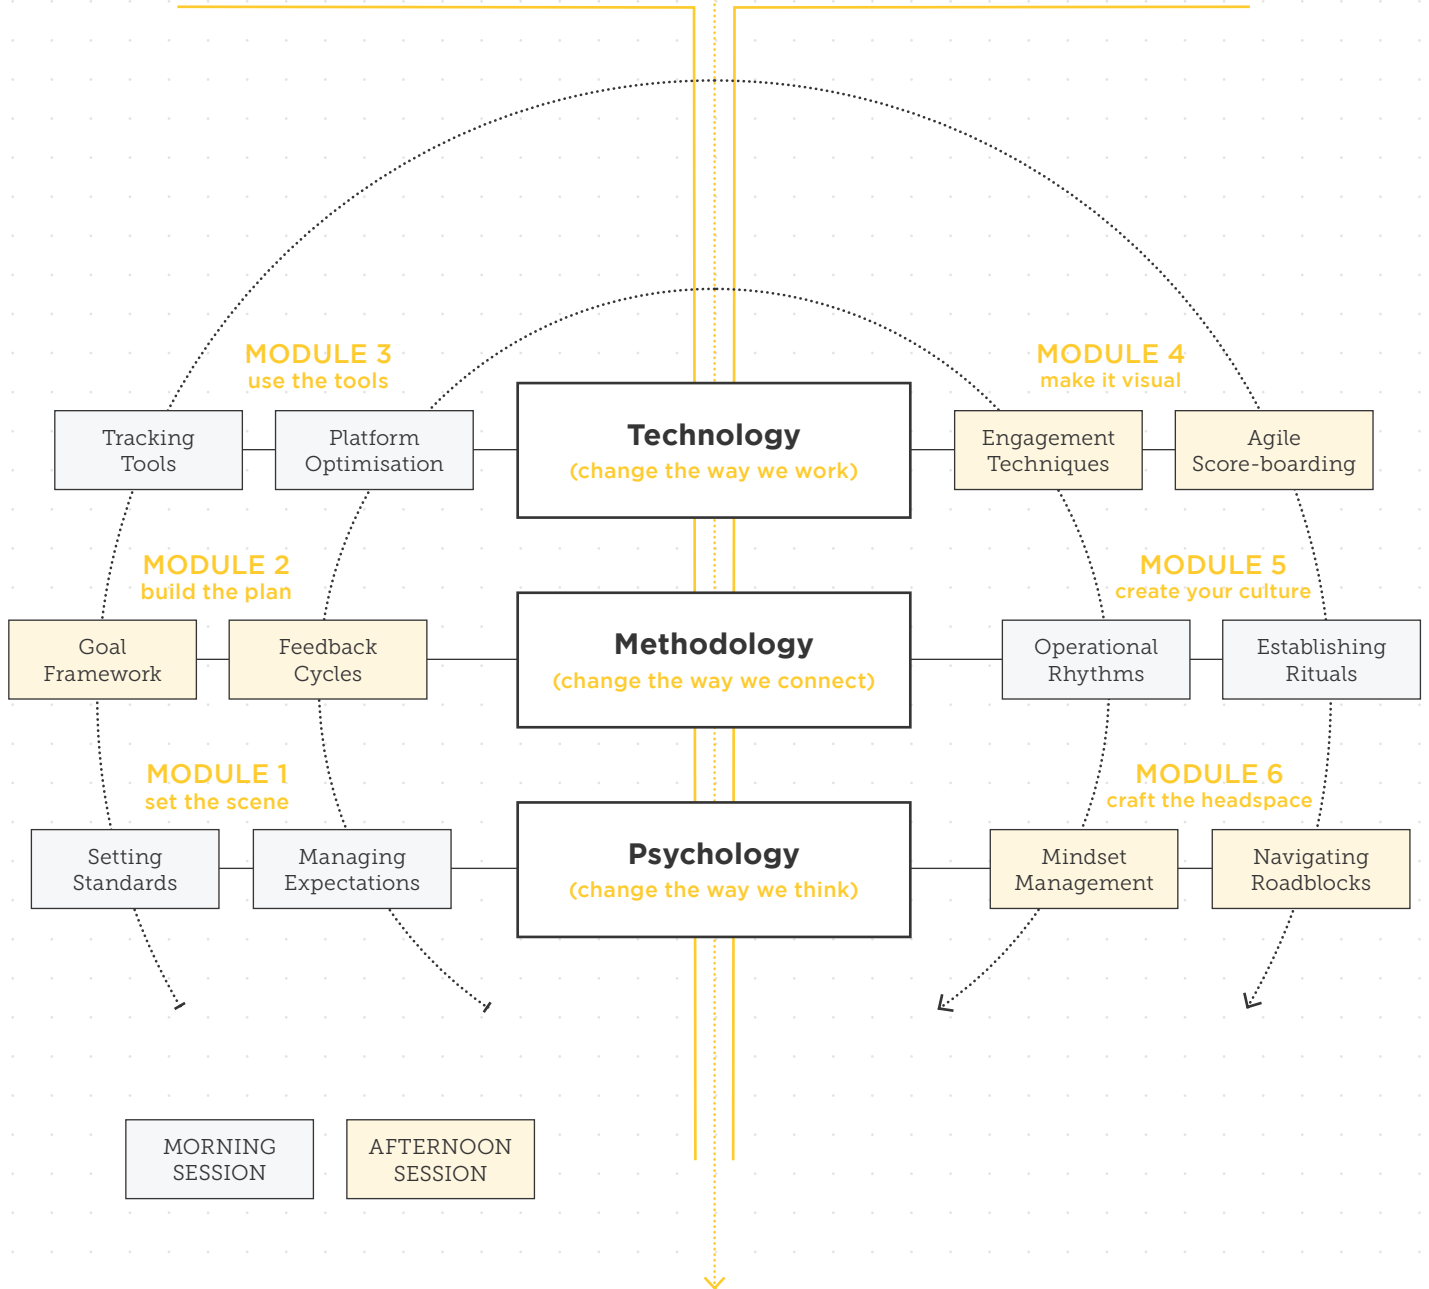 MODULE 3
use the tools
MODULE 4
make it visual
Tracking
Tools
Platform
Optimisation
Technology
(change the way we work)
Engagement
Techniques
Agile
Score-boarding
MODULE 2
build the plan
MODULE 5
create your culture
Goal
Framework
Feedback
Cycles
Methodology
(change the way we connect)
Operational
Rhythms
Establishing
Rituals
MODULE 1
set the scene
MODULE 6
craft the headspace
Setting
Standards
Managing
Expectations
Psychology
(change the way we think)
Mindset
Management
Navigating
Roadblocks
MORNING
SESSION
AFTERNOON
SESSION